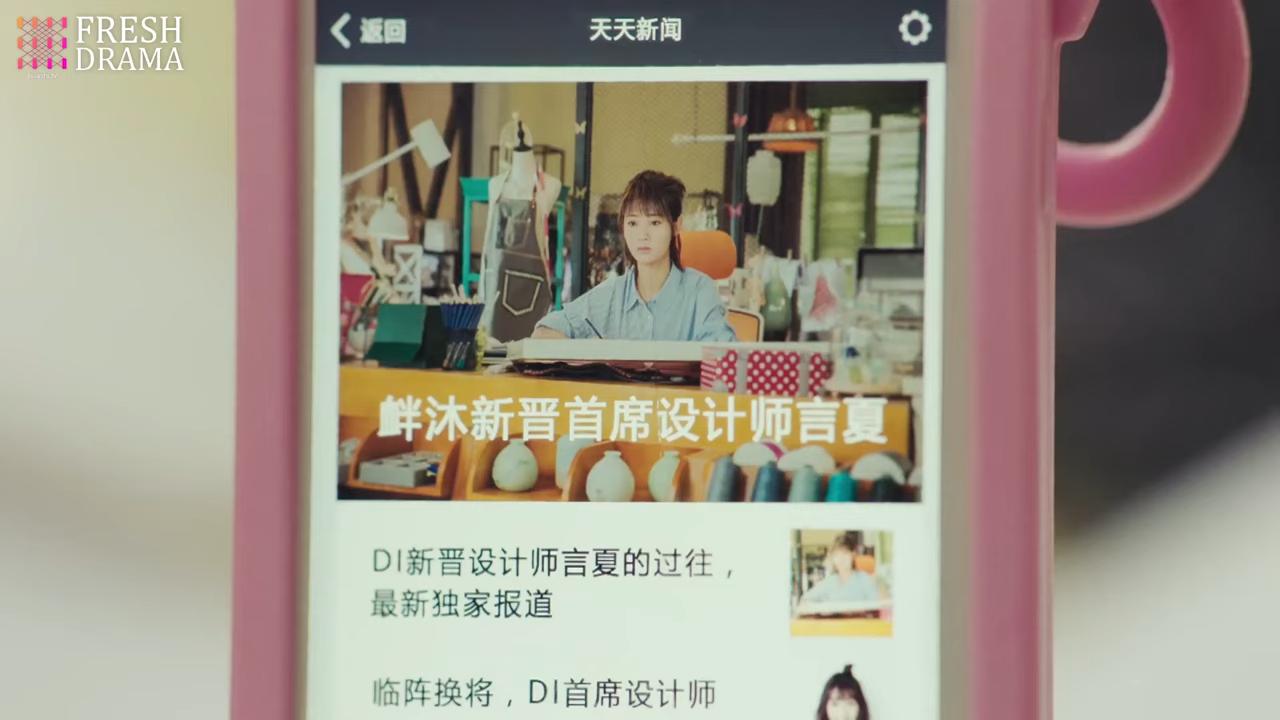 FRESH
DRAMA
返回
天天新闻
衅沐新晋首席设计师言夏
DI新晋设计师言夏的过往，
最新独家报道
临阵换将，DI首席设计师